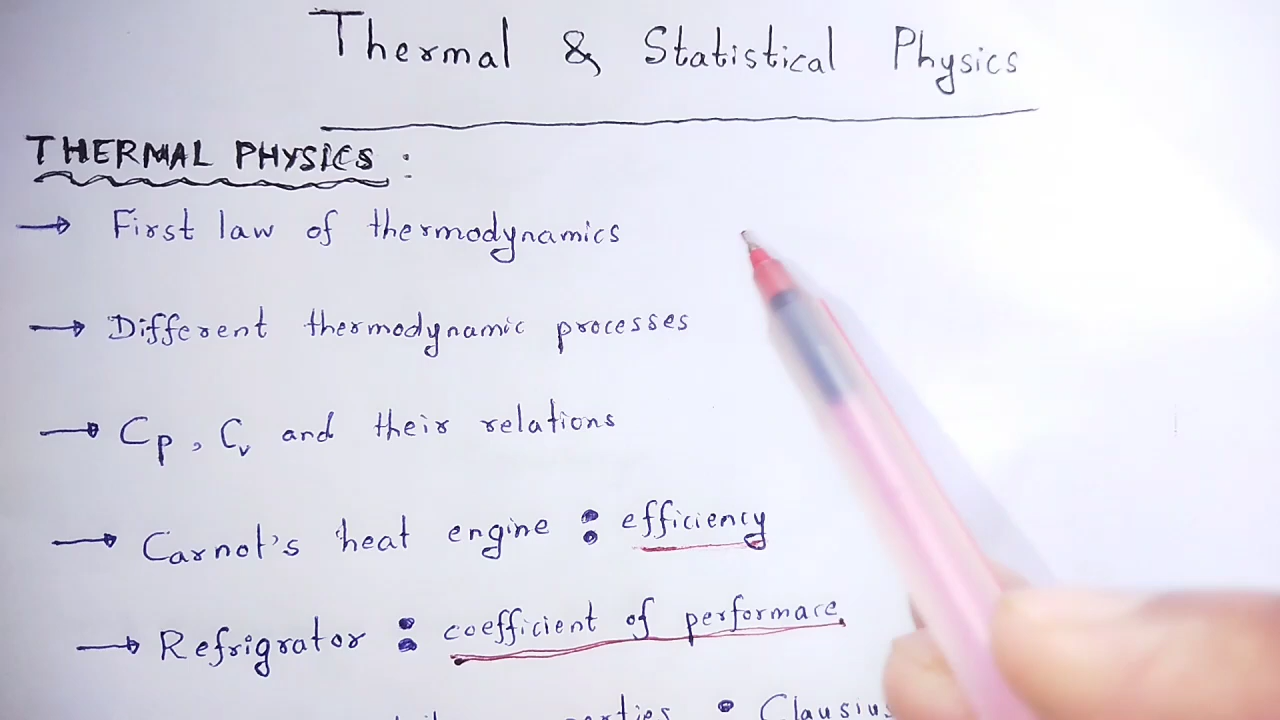 Thermal & Statistical Physics
THERMAL PHYSICS :
→ First law of thermodynamics
→ Different thermodynamic processes
→ Cp, Cv and their relations
→ Carnot's heat engine : efficiency
→ Refrigrator : coefficient of performace
• Clausius